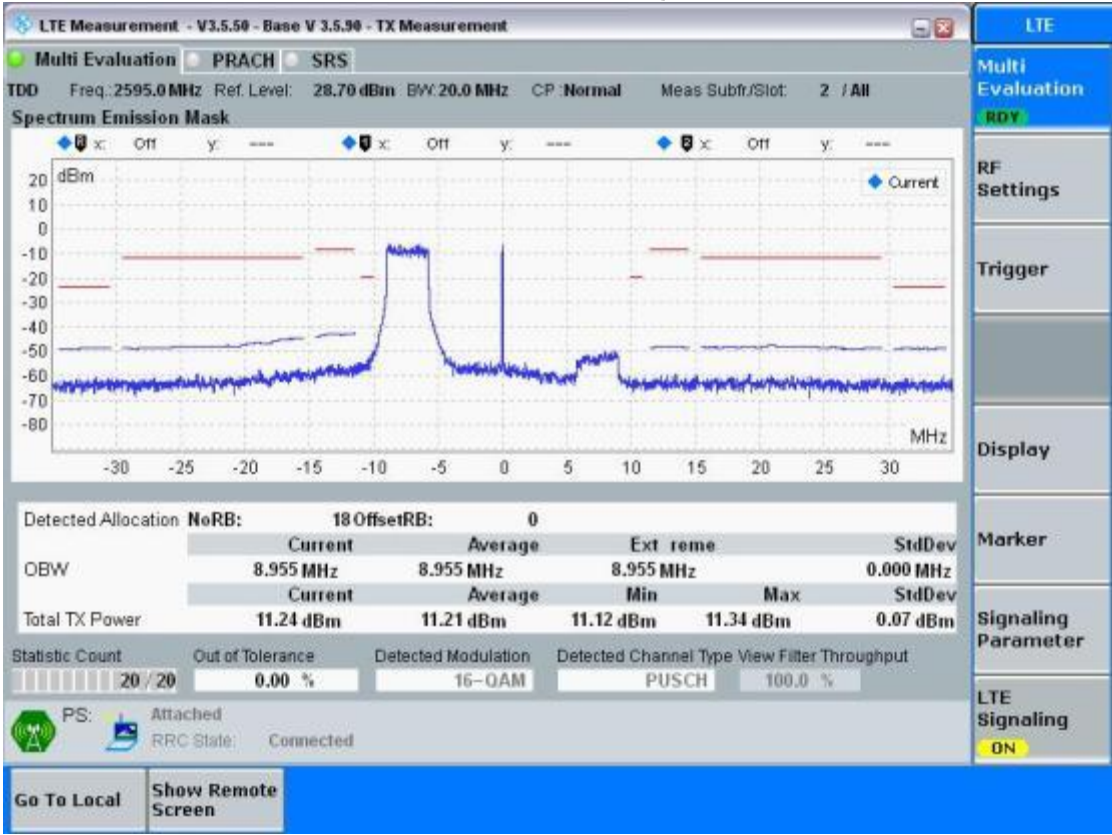 LTE Measurement - V3.5.50 - Base V 3.5.90 - TX Measurement
LTE
Multi Evaluation PRACH SRS
Multi
Evaluation
RDY
TDD Freq.:2595.0 MHz Ref. Level: 28.70 dBm BW:20.0 MHz CP :Normal Meas Subfr./Slot: 2 / All
Spectrum Emission Mask
x: Off y: --- x: Off y: --- x: Off y: ---
dBm
Current
20
10
0
-10
-20
-30
-40
-50
-60
-70
-80
MHz
-30 -25 -20 -15 -10 -5 0 5 10 15 20 25 30
RF
Settings
Trigger
Display
Marker
Signaling
Parameter
LTE
Signaling
ON
Detected Allocation NoRB: 18 OffsetRB: 0
Current Average Ext reme StdDev
OBW 8.955 MHz 8.955 MHz 8.955 MHz 0.000 MHz
Current Average Min Max StdDev
Total TX Power 11.24 dBm 11.21 dBm 11.12 dBm 11.34 dBm 0.07 dBm
Statistic Count Out of Tolerance Detected Modulation Detected Channel Type View Filter Throughput
20 / 20 0.00 % 16-QAM PUSCH 100.0 %
PS: Attached
RRC State: Connected
Go To Local
Show Remote
Screen